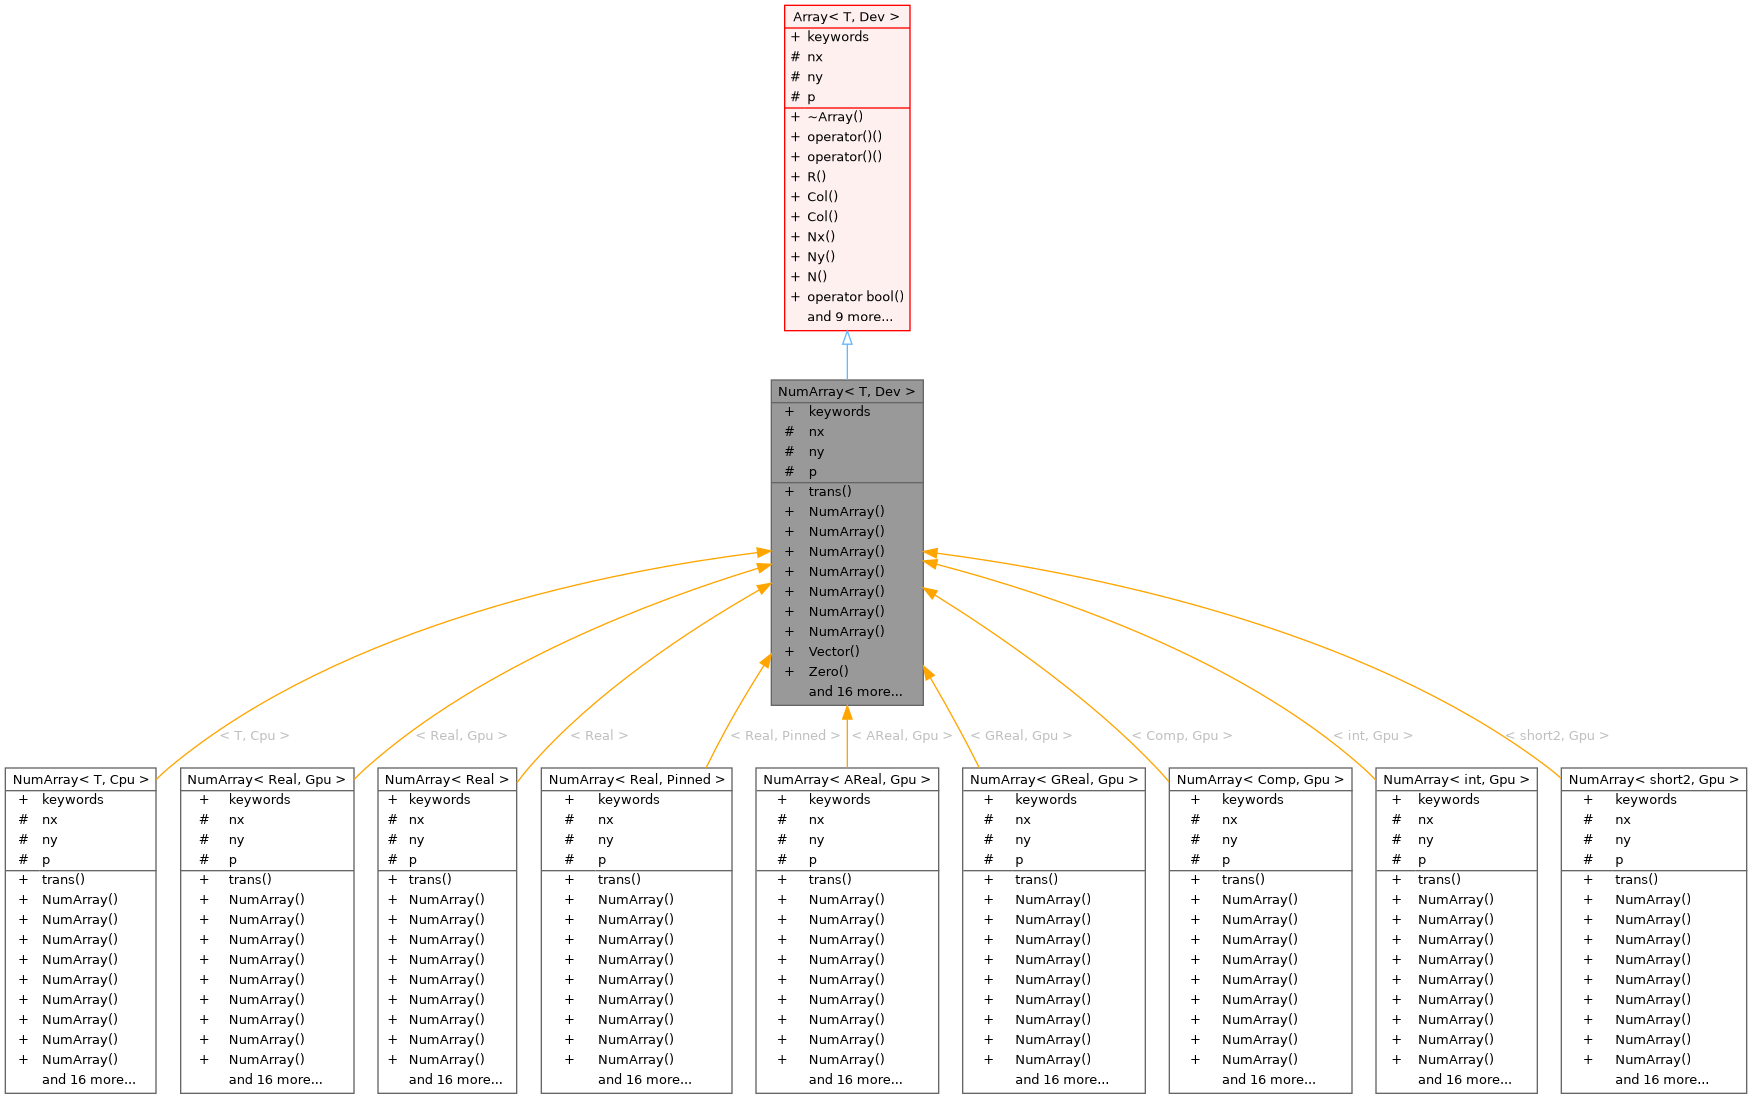 Array< T, Dev >
+ keywords
# nx
# ny
# p
+ ~Array()
+ operator()()
+ operator()()
+ R()
+ Col()
+ Col()
+ Nx()
+ Ny()
+ N()
+ operator bool()
and 9 more...
NumArray< T, Dev >
+ keywords
# nx
# ny
# p
+ trans()
+ NumArray()
+ NumArray()
+ NumArray()
+ NumArray()
+ NumArray()
+ NumArray()
+ NumArray()
+ Vector()
+ Zero()
and 16 more...
< T, Cpu >
< Real, Gpu >
< Real >
< Real, Pinned >
< AReal, Gpu >
< GReal, Gpu >
< Comp, Gpu >
< int, Gpu >
< short2, Gpu >
NumArray< T, Cpu >
+ keywords
# nx
# ny
# p
+ trans()
+ NumArray()
+ NumArray()
+ NumArray()
+ NumArray()
+ NumArray()
+ NumArray()
+ NumArray()
+ NumArray()
+ NumArray()
and 16 more...
NumArray< Real, Gpu >
+ keywords
# nx
# ny
# p
+ trans()
+ NumArray()
+ NumArray()
+ NumArray()
+ NumArray()
+ NumArray()
+ NumArray()
+ NumArray()
+ NumArray()
+ NumArray()
and 16 more...
NumArray< Real >
+ keywords
# nx
# ny
# p
+ trans()
+ NumArray()
+ NumArray()
+ NumArray()
+ NumArray()
+ NumArray()
+ NumArray()
+ NumArray()
+ NumArray()
+ NumArray()
and 16 more...
NumArray< Real, Pinned >
+ keywords
# nx
# ny
# p
+ trans()
+ NumArray()
+ NumArray()
+ NumArray()
+ NumArray()
+ NumArray()
+ NumArray()
+ NumArray()
+ NumArray()
+ NumArray()
and 16 more...
NumArray< AReal, Gpu >
+ keywords
# nx
# ny
# p
+ trans()
+ NumArray()
+ NumArray()
+ NumArray()
+ NumArray()
+ NumArray()
+ NumArray()
+ NumArray()
+ NumArray()
+ NumArray()
and 16 more...
NumArray< GReal, Gpu >
+ keywords
# nx
# ny
# p
+ trans()
+ NumArray()
+ NumArray()
+ NumArray()
+ NumArray()
+ NumArray()
+ NumArray()
+ NumArray()
+ NumArray()
+ NumArray()
and 16 more...
NumArray< Comp, Gpu >
+ keywords
# nx
# ny
# p
+ trans()
+ NumArray()
+ NumArray()
+ NumArray()
+ NumArray()
+ NumArray()
+ NumArray()
+ NumArray()
+ NumArray()
+ NumArray()
and 16 more...
NumArray< int, Gpu >
+ keywords
# nx
# ny
# p
+ trans()
+ NumArray()
+ NumArray()
+ NumArray()
+ NumArray()
+ NumArray()
+ NumArray()
+ NumArray()
+ NumArray()
+ NumArray()
and 16 more...
NumArray< short2, Gpu >
+ keywords
# nx
# ny
# p
+ trans()
+ NumArray()
+ NumArray()
+ NumArray()
+ NumArray()
+ NumArray()
+ NumArray()
+ NumArray()
+ NumArray()
+ NumArray()
and 16 more...